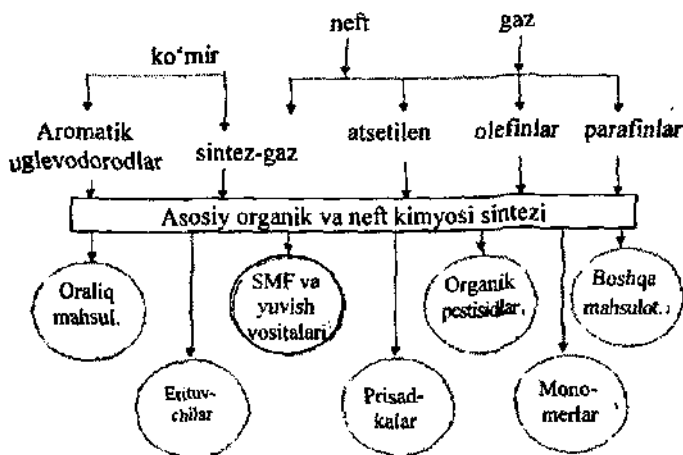 neft
gaz
ko‘mir
Aromatik
uglevodorodlar
sintez-gaz
atsetilen
olefinlar
parafinlar
Asosiy organik va neft kimyosi sintezi
Oraliq
mahsul.
SMF va
yuvish
vositalari
Organik
pestisidlar.
Boshqa
mahsulot.
Erituv-
chilar
Prisad-
kalar
Mono-
merlar